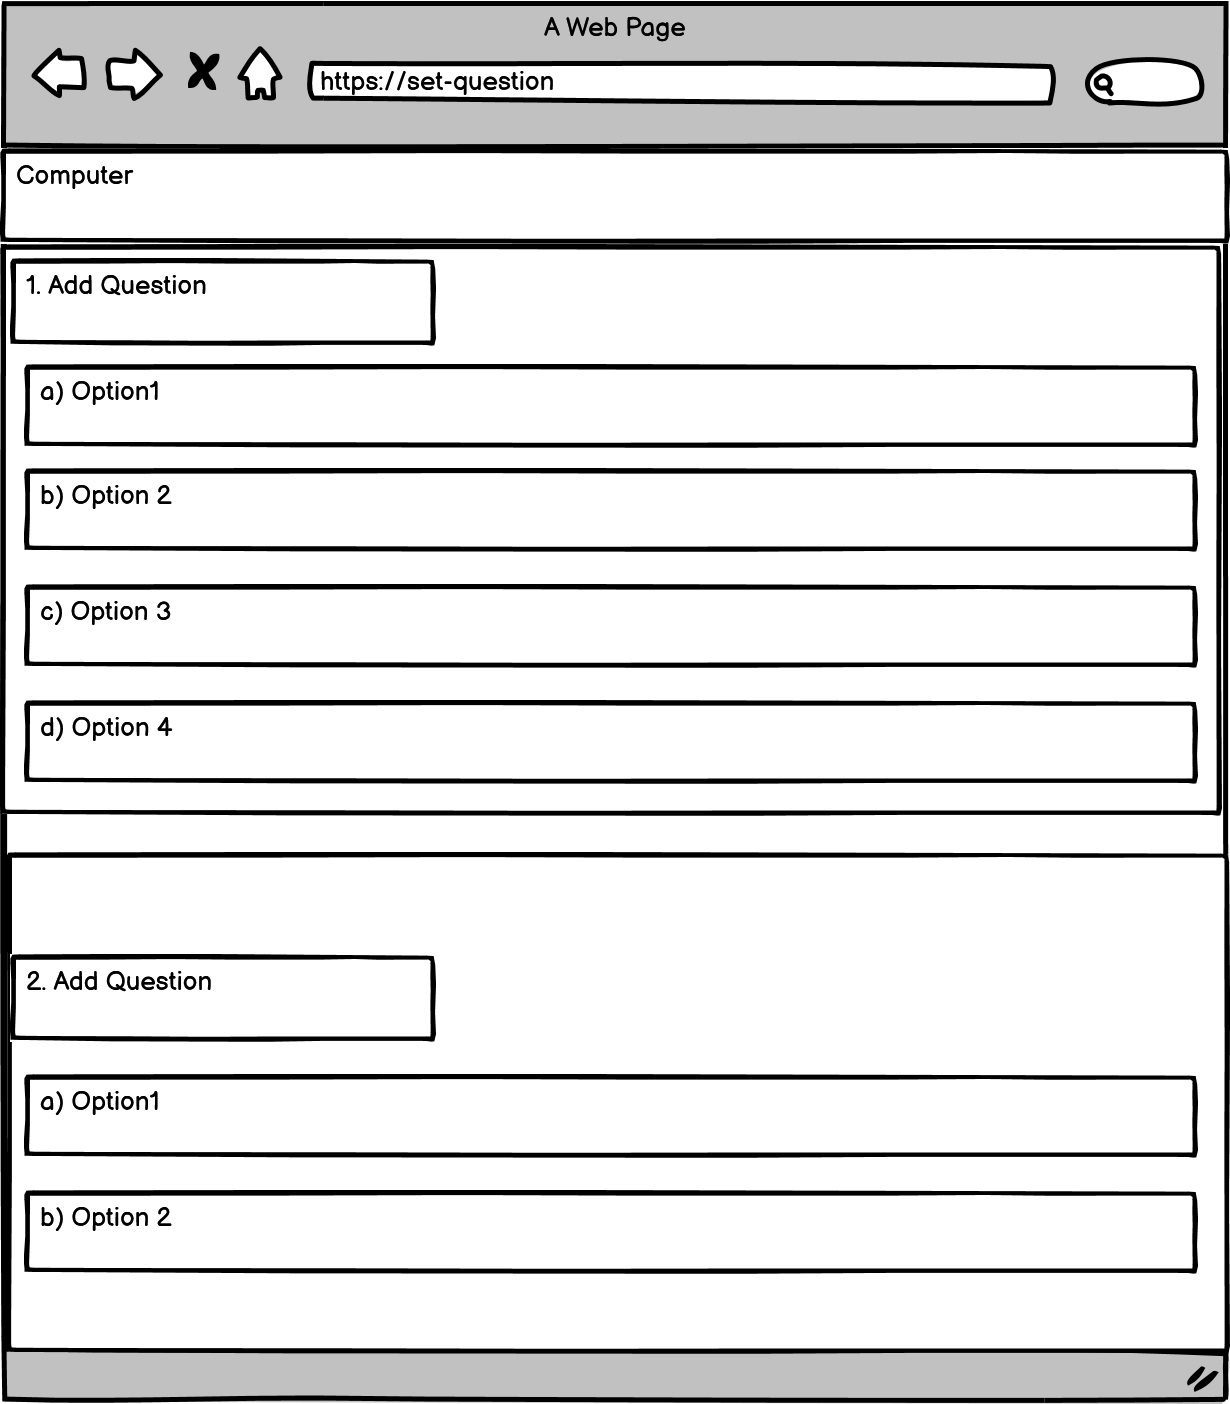 A Web Page
https://set-question
Computer
1. Add Question
a) Option1
b) Option 2
c) Option 3
d) Option 4
2. Add Question
a) Option1
b) Option 2